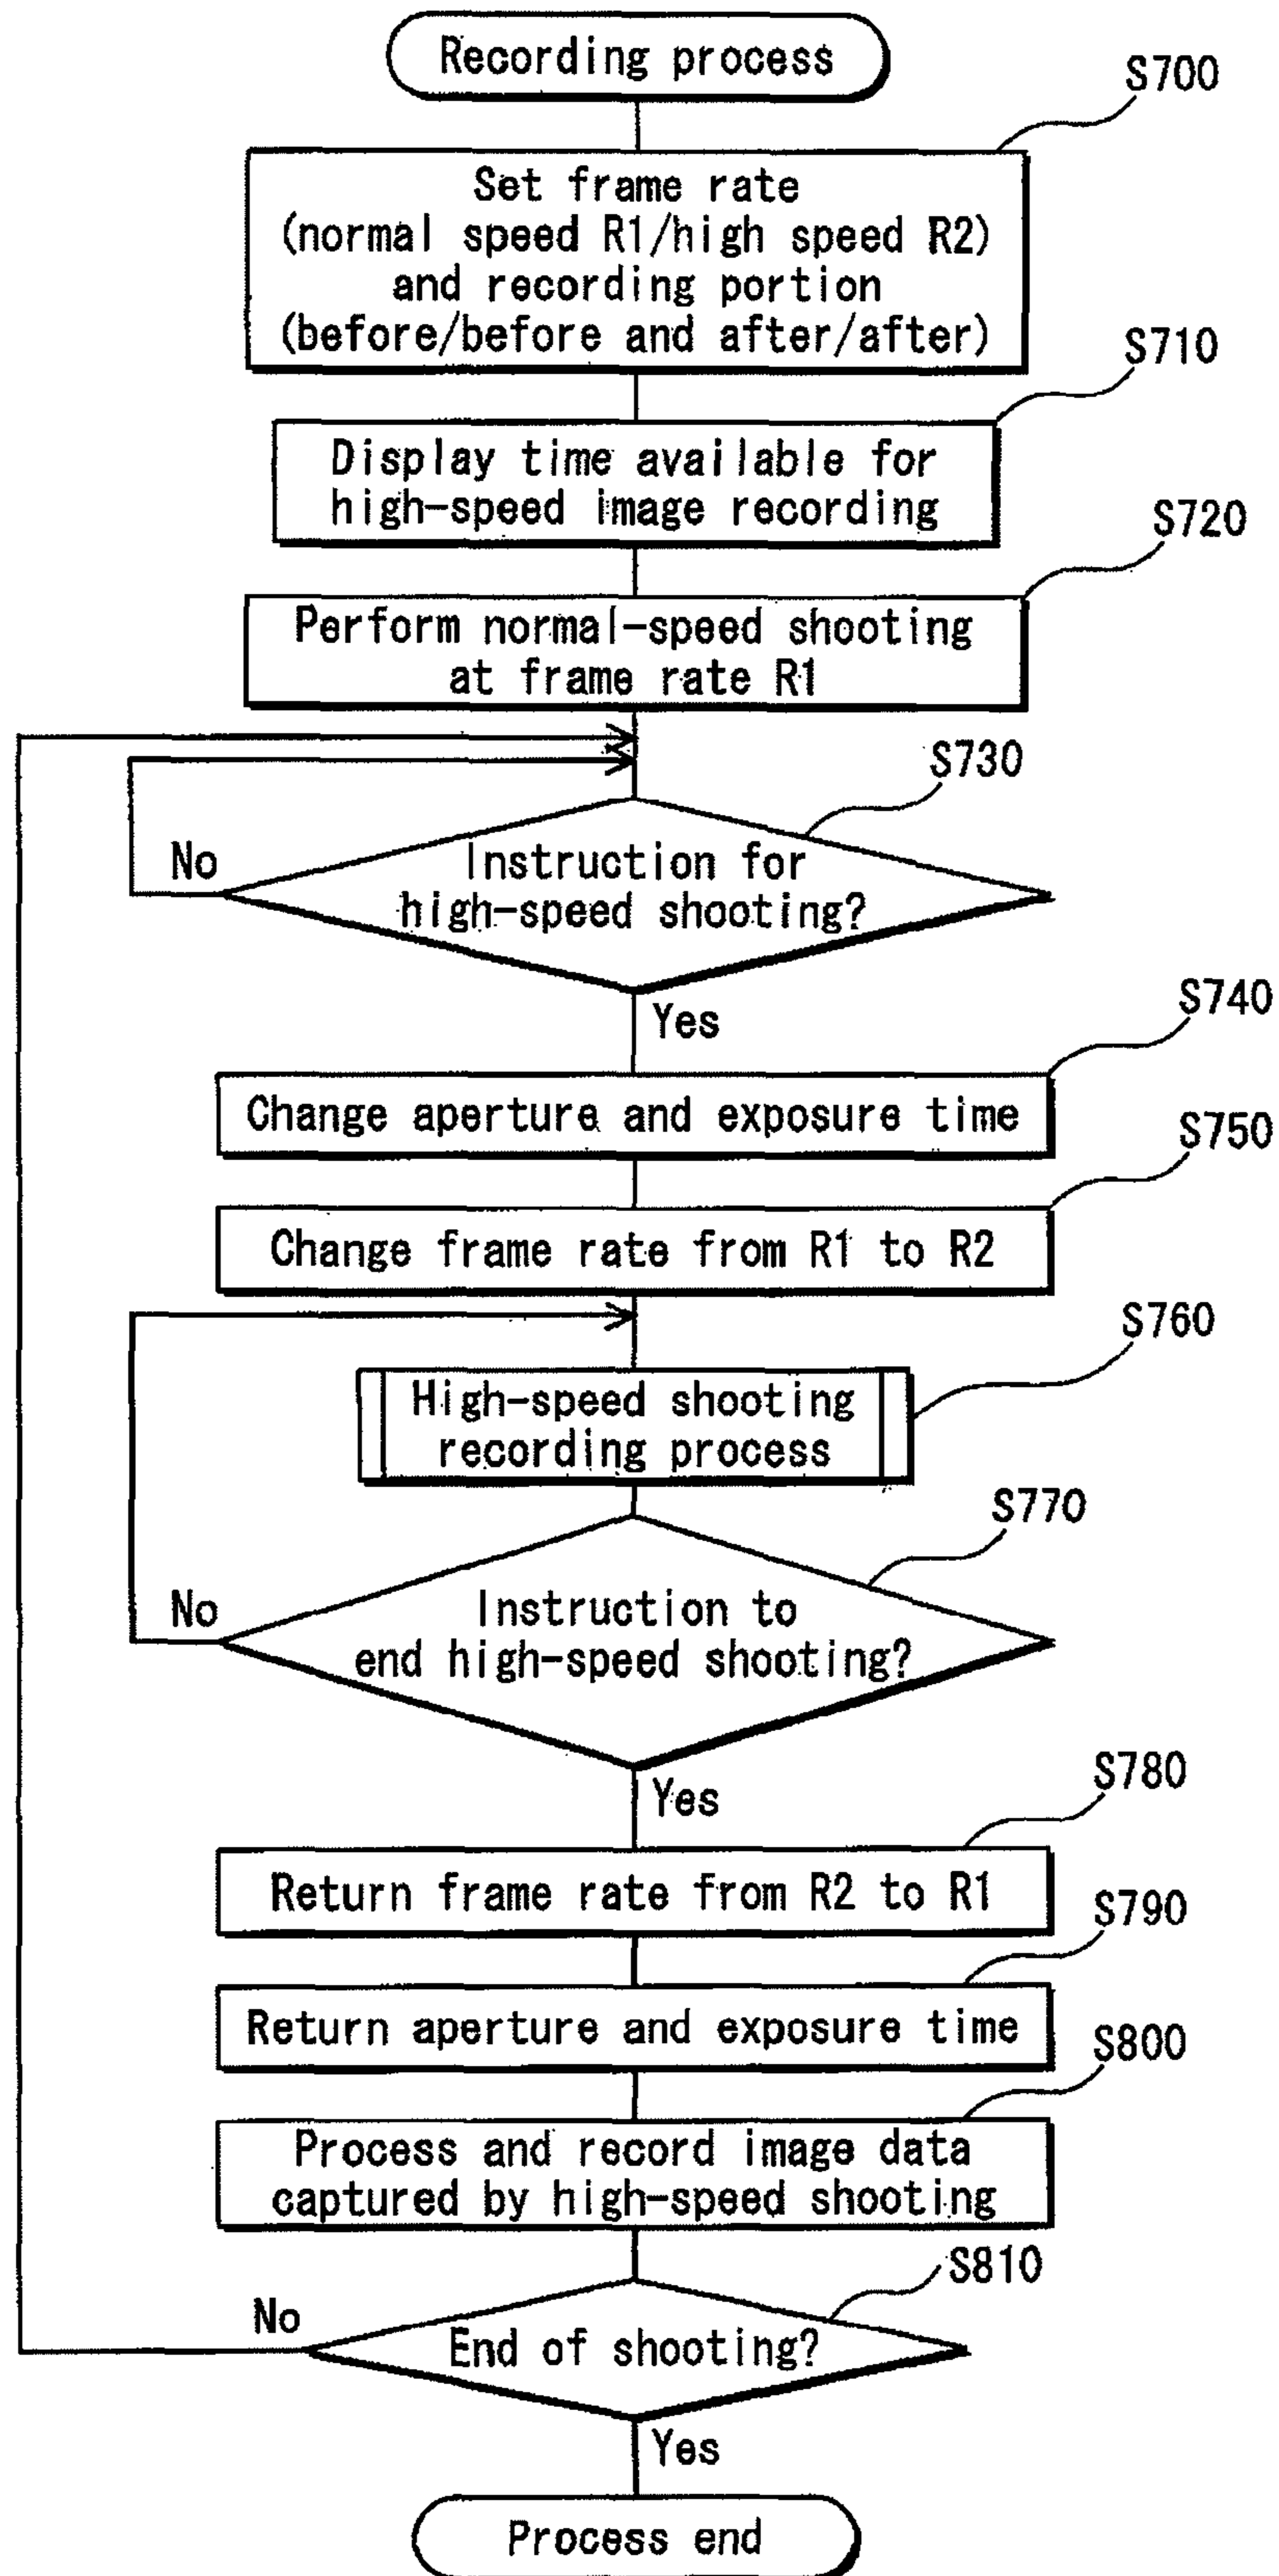 Recording process
S700
Set frame rate
(normal speed R1/high speed R2)
and recording portion
(before/before and after/after)
S710
Display time available for
high-speed image recording
S720
Perform normal-speed shooting
at frame rate R1
S730
No
Instruction for
high-speed shooting?
Yes
S740
Change aperture and exposure time
S750
Change frame rate from R1 to R2
S760
High-speed shooting
recording process
S770
No
Instruction to
end high-speed shooting?
Yes
S780
Return frame rate from R2 to R1
S790
Return aperture and exposure time
S800
Process and record image data
captured by high-speed shooting
S810
No
End of shooting?
Yes
Process end